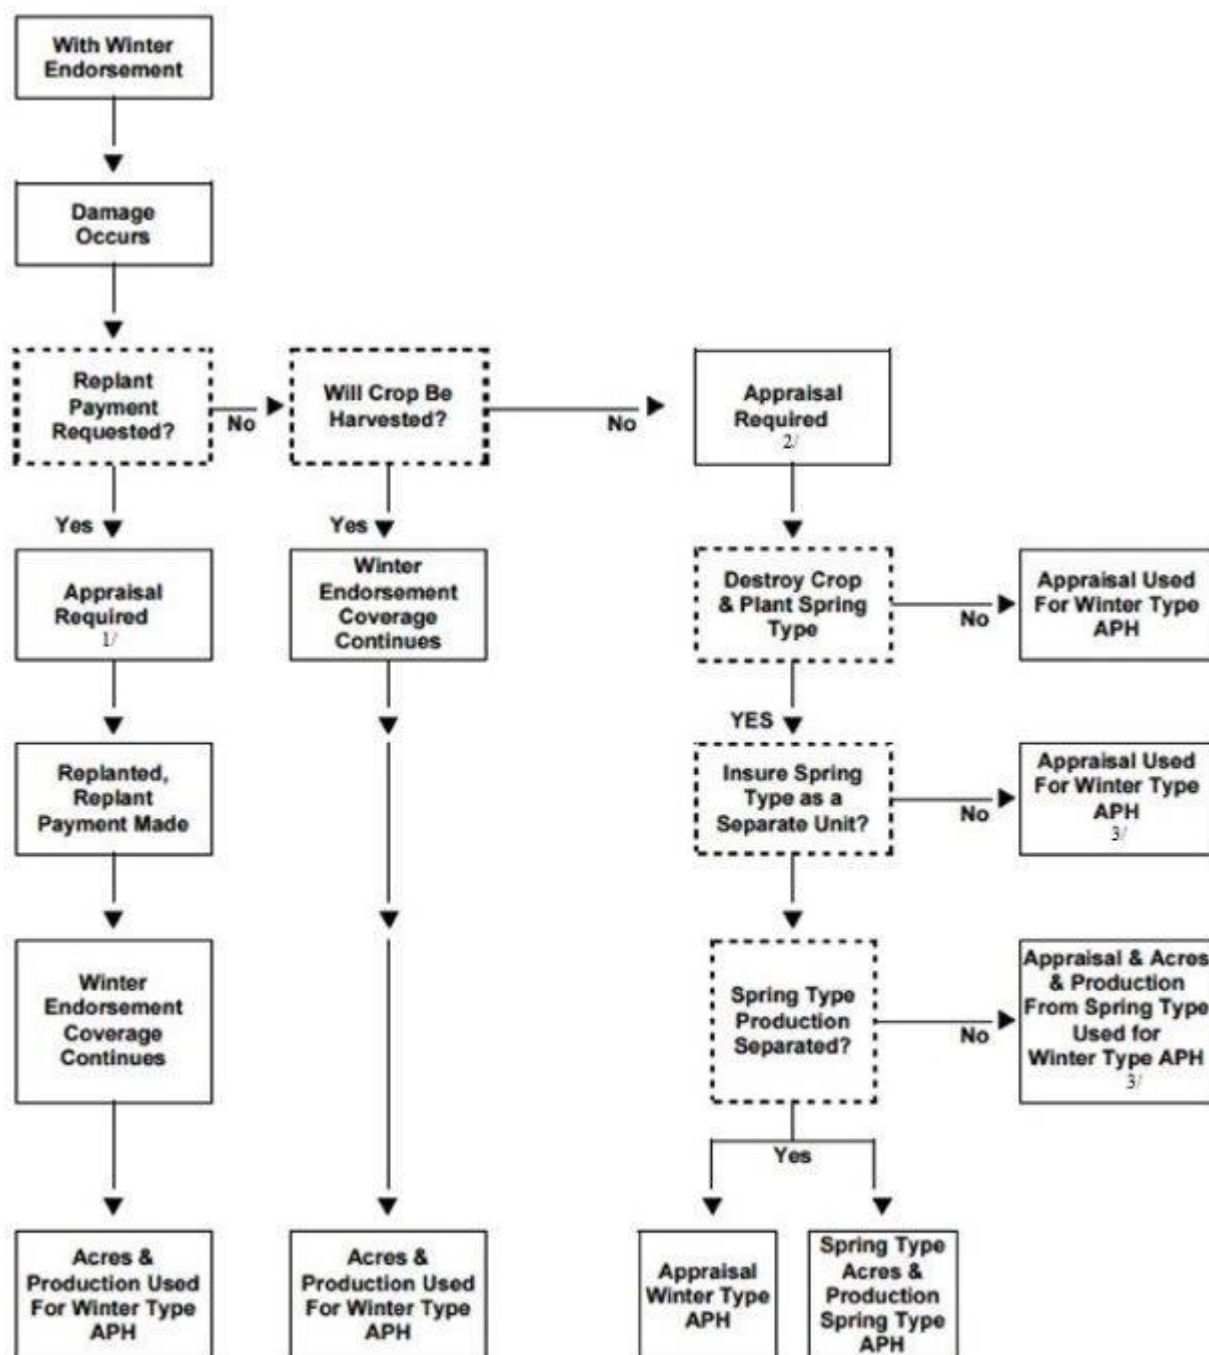 With Winter
Endorsement
Damage
Occurs
Replant
Payment
Requested?
No
Will Crop Be
Harvested?
No
Appraisal
Required
2/
Yes
Yes
Appraisal
Required
1/
Winter
Endorsement
Coverage
Continues
Destroy Crop
& Plant Spring
Type
No
Appraisal Used
For Winter Type
APH
YES
Replanted,
Replant
Payment Made
Insure Spring
Type as a
Separate Unit?
No
Appraisal Used
For Winter Type
APH
3/
Winter
Endorsement
Coverage
Continues
Spring Type
Production
Separated?
No
Appraisal & Acres
& Production
From Spring Type
Used for
Winter Type APH
3/
Yes
Acres &
Production Used
For Winter Type
APH
Acres &
Production Used
For Winter Type
APH
Appraisal
Winter Type
APH
Spring Type
Acres &
Production
Spring Type
APH